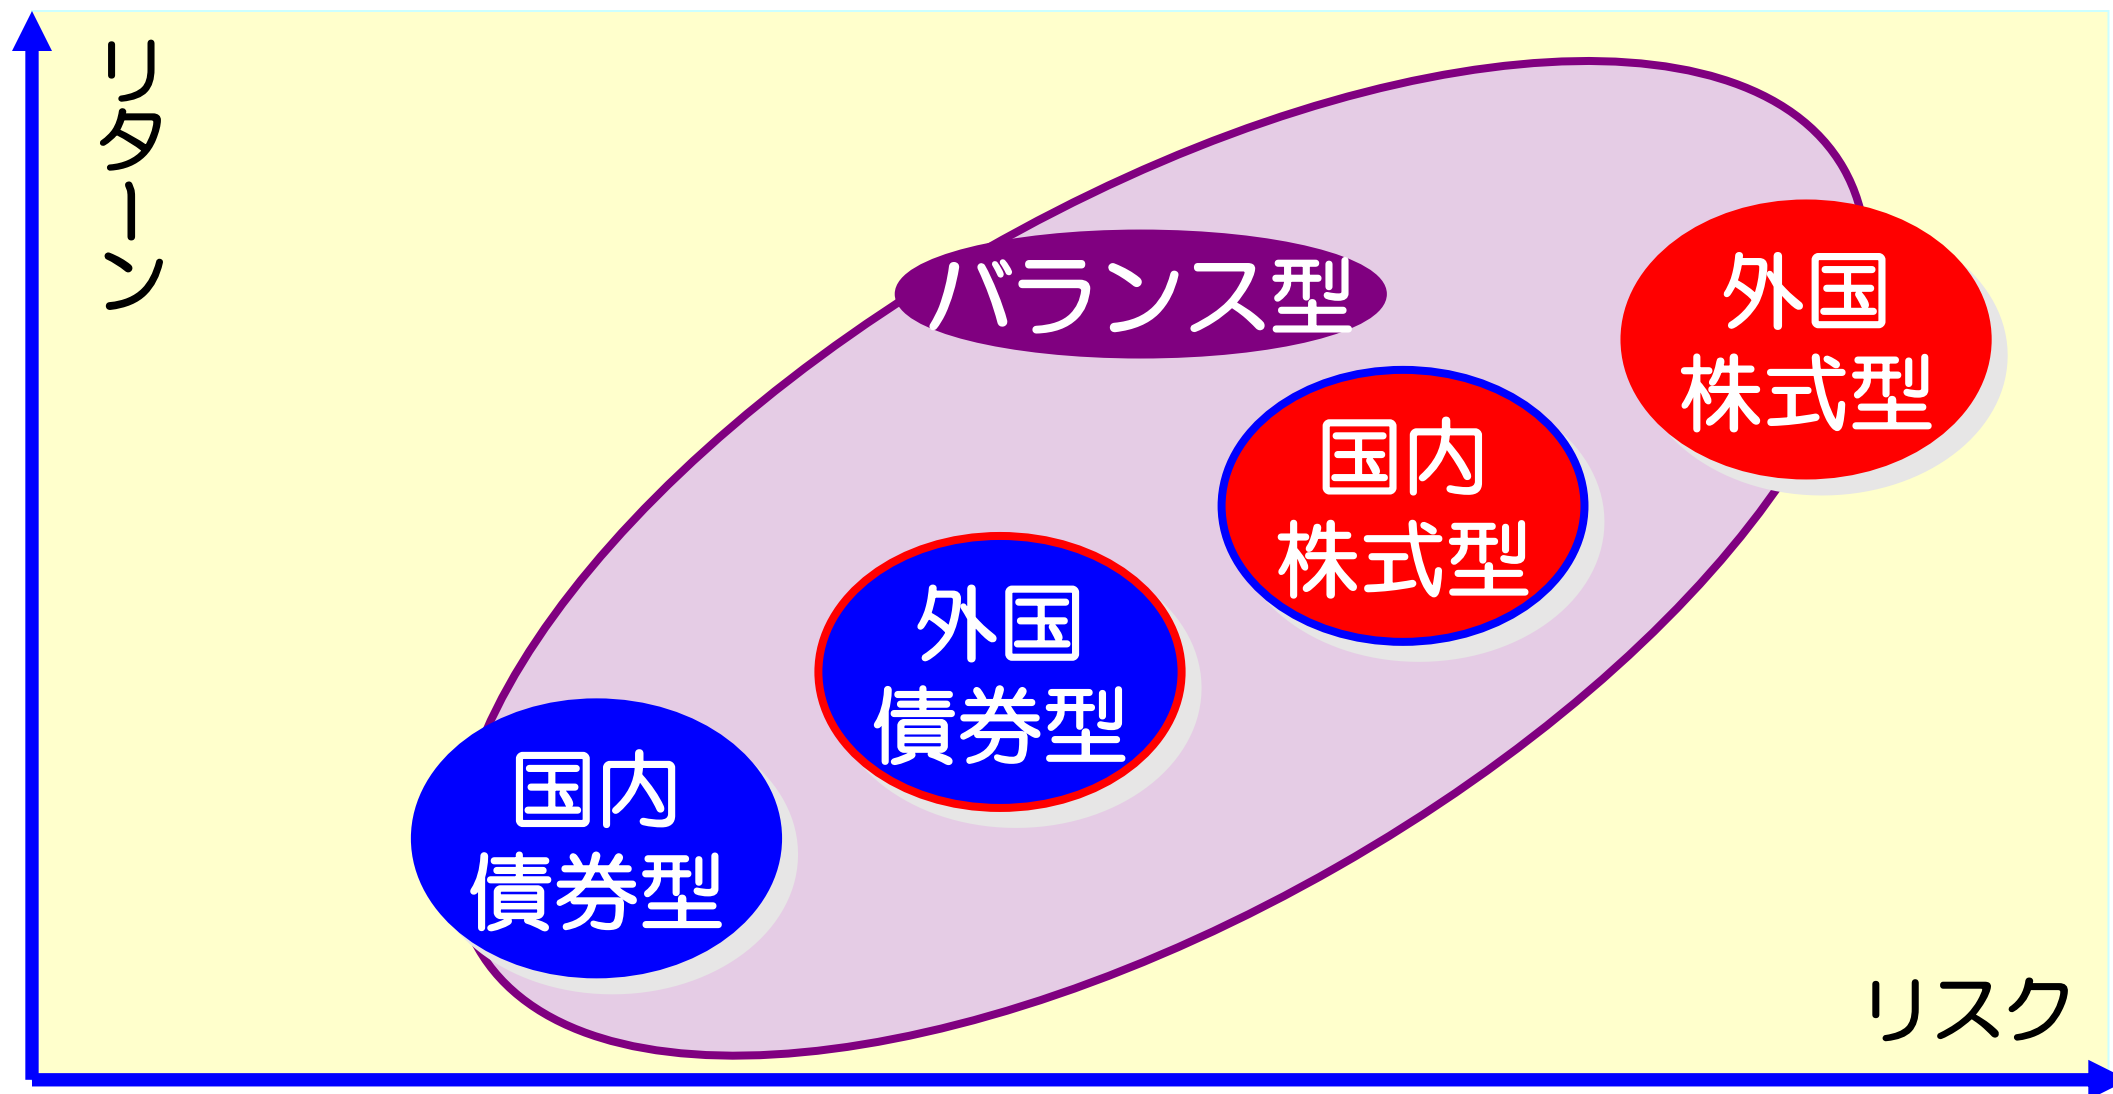 リターン
バランス型
外国
株式型
国内
株式型
外国
債券型
国内
債券型
リスク